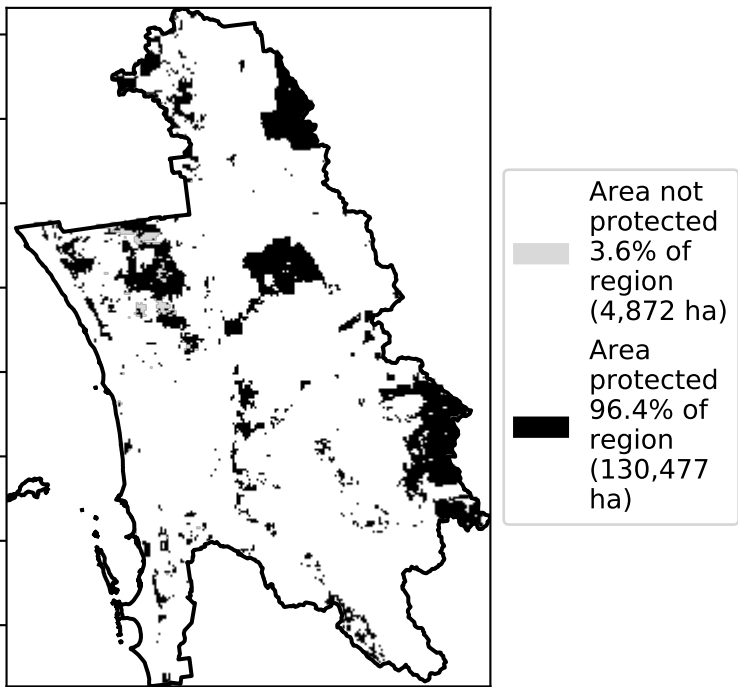 Area not
protected
3.6% of
region
(4,872 ha)
Area
protected
96.4% of
region
(130,477
ha)